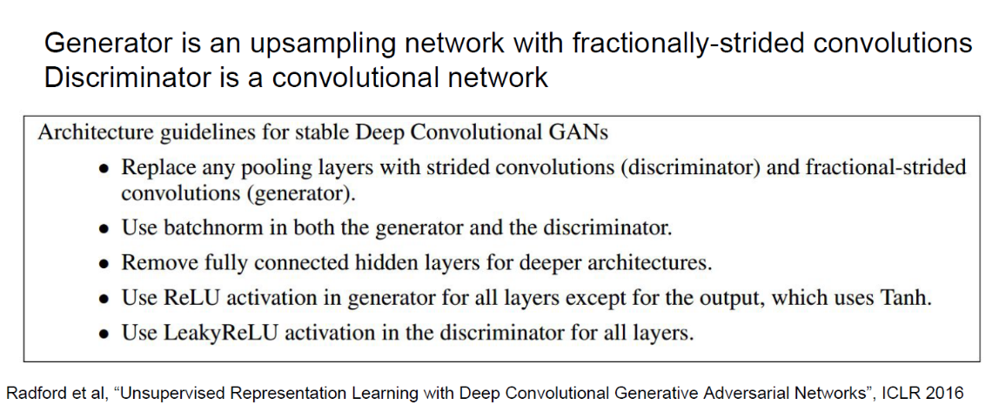 Generator is an upsampling network with fractionally-strided convolutions
Discriminator is a convolutional network
Architecture guidelines for stable Deep Convolutional GANs
• Replace any pooling layers with strided convolutions (discriminator) and fractional-strided
convolutions (generator).
• Use batchnorm in both the generator and the discriminator.
• Remove fully connected hidden layers for deeper architectures.
• Use ReLU activation in generator for all layers except for the output, which uses Tanh.
• Use LeakyReLU activation in the discriminator for all layers.
Radford et al, “Unsupervised Representation Learning with Deep Convolutional Generative Adversarial Networks”, ICLR 2016